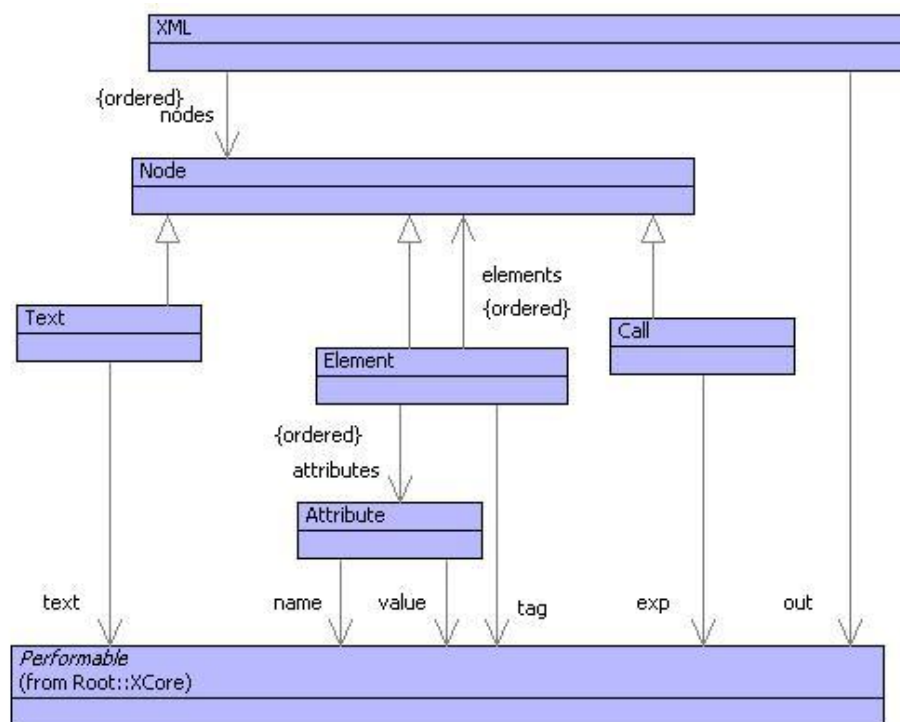 XML
{ordered}
nodes
Node
elements
{ordered}
Text
Call
Element
{ordered}
attributes
Attribute
text
name
value
tag
exp
out
Performable
(from Root::XCore)